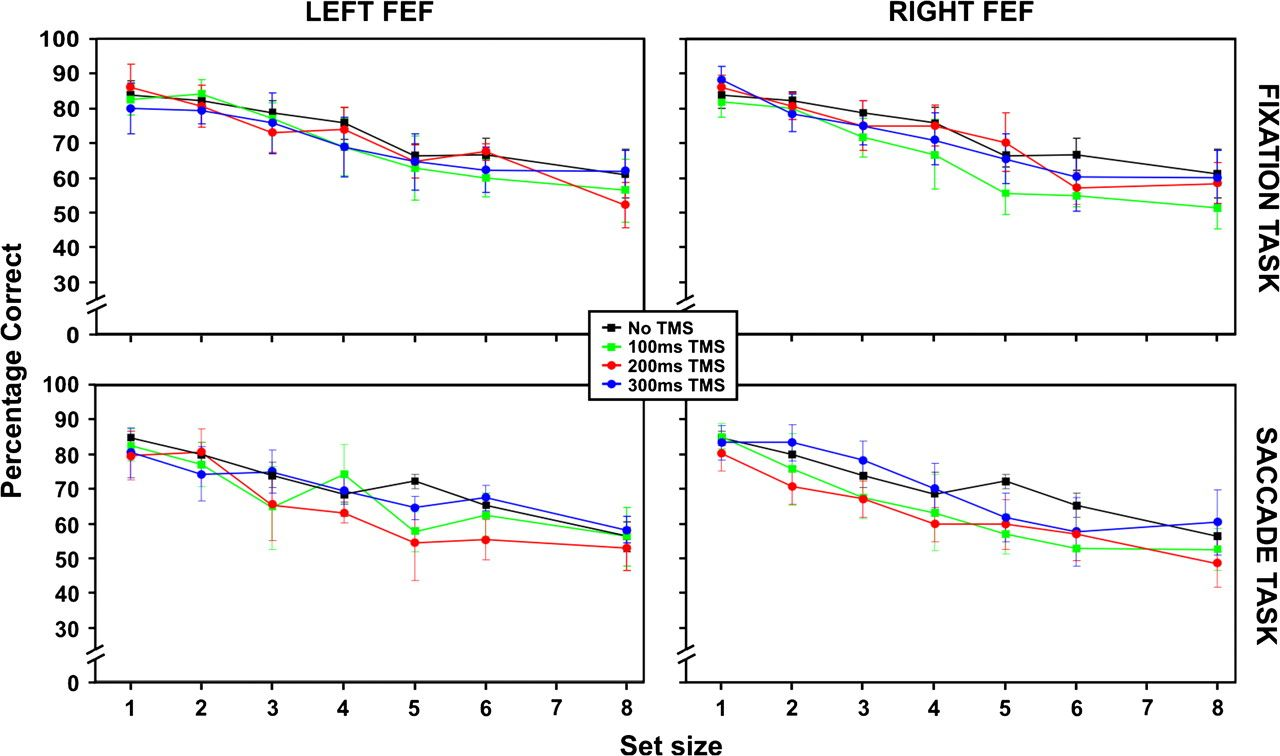 LEFT FEF
RIGHT FEF
100
90
80
70
60
50
40
30
0
FIXATION TASK
No TMS
100ms TMS
200ms TMS
300ms TMS
Percentage Correct
100
90
80
70
60
50
40
30
0
SACCADE TASK
1 2 3 4 5 6 7 8
1 2 3 4 5 6 7 8
Set size